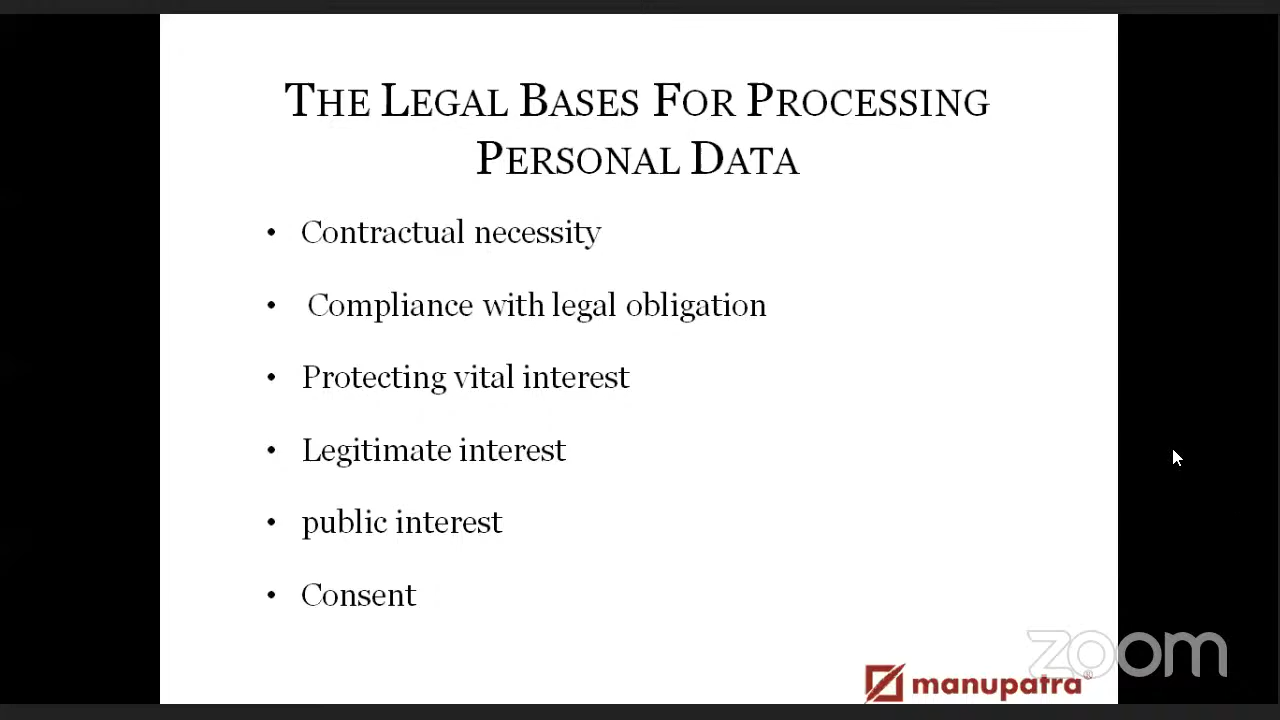 THE LEGAL BASES FOR PROCESSING
PERSONAL DATA
• Contractual necessity
• Compliance with legal obligation
• Protecting vital interest
• Legitimate interest
• public interest
• Consent
zoom
manupatra®